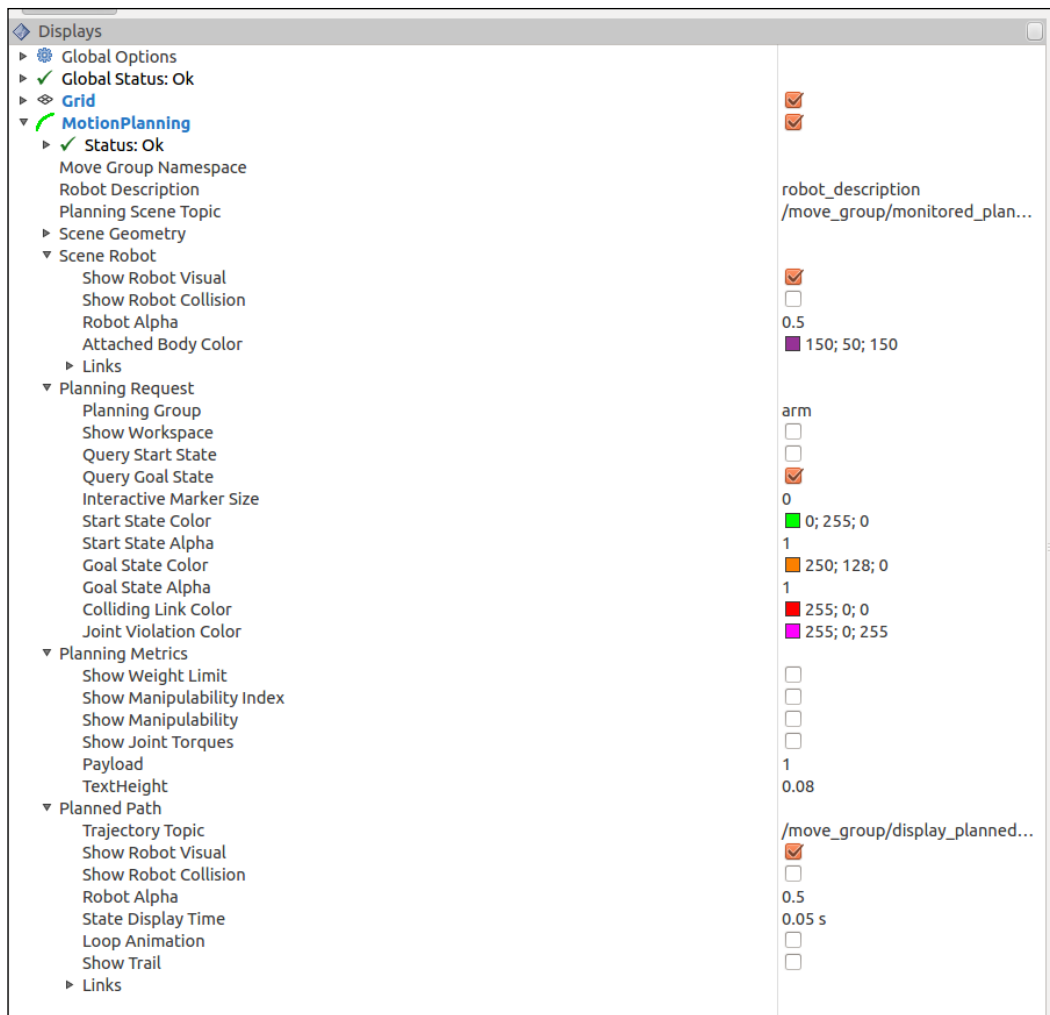 Displays
Global Options
Global Status: Ok
Grid
MotionPlanning
Status: Ok
Move Group Namespace
Robot Description robot_description
Planning Scene Topic /move_group/monitored_plan...
Scene Geometry
Scene Robot
Show Robot Visual
Show Robot Collision
Robot Alpha 0.5
Attached Body Color 150; 50; 150
Links
Planning Request
Planning Group arm
Show Workspace
Query Start State
Query Goal State
Interactive Marker Size 0
Start State Color 0; 255; 0
Start State Alpha 1
Goal State Color 250; 128; 0
Goal State Alpha 1
Colliding Link Color 255; 0; 0
Joint Violation Color 255; 0; 255
Planning Metrics
Show Weight Limit
Show Manipulability Index
Show Manipulability
Show Joint Torques
Payload 1
TextHeight 0.08
Planned Path
Trajectory Topic /move_group/display_planned...
Show Robot Visual
Show Robot Collision
Robot Alpha 0.5
State Display Time 0.05 s
Loop Animation
Show Trail
Links